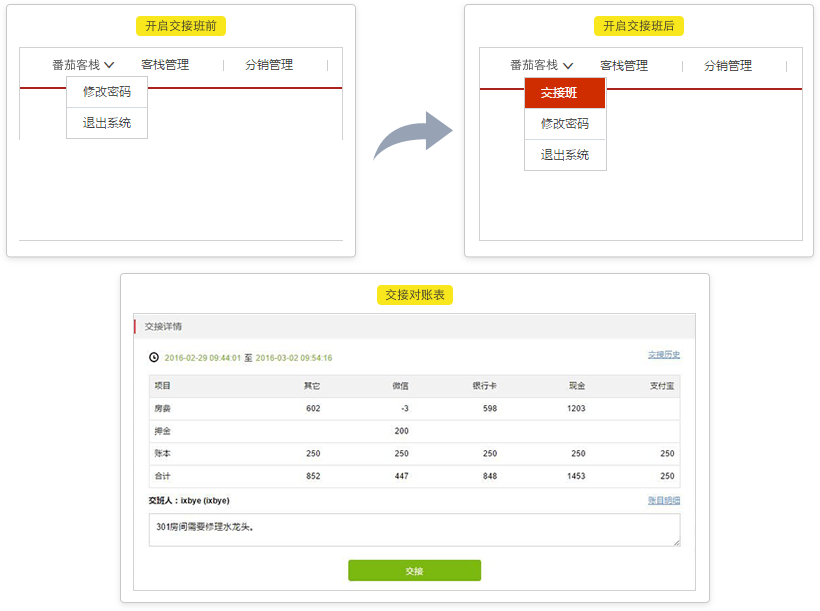 开启交接班前
番茄客栈 客栈管理 | 分销管理 |
修改密码
退出系统
开启交接班后
番茄客栈 客栈管理 | 分销管理 |
交接班
修改密码
退出系统
交接对账表
交接详情
2016-02-29 09:44:01 至 2016-03-02 09:54:16 交接历史
项目 其它 微信 银行卡 现金 支付宝
房费 602 -3 598 1203
押金 200
账本 250 250 250 250 250
合计 852 447 848 1453 250
交班人：ixbye (ixbye) 账目明细
301房间需要修理水龙头。
交接